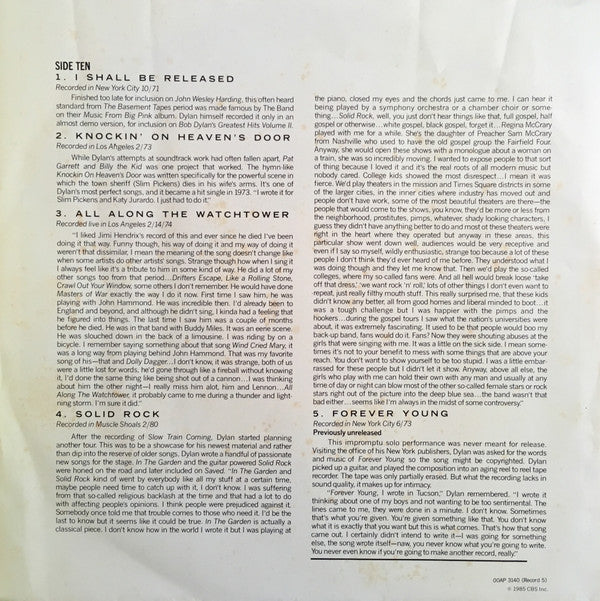 SIDE TEN
1. I SHALL BE RELEASED
Recorded in New York City 10/71
Finished too late for inclusion on John Wesley Harding, this often heard
standard from The Basement Tapes period was made famous by The Band
on their Music From Big Pink album. Dylan himself recorded it only in an
almost demo version, for inclusion on Bob Dylan's Greatest Hits Volume II.
2. KNOCKIN' ON HEAVEN'S DOOR
Recorded in Los Angeles 2/73
While Dylan's attempts at soundtrack work had often fallen apart, Pat
Garrett and Billy the Kid was one project that worked. The hymn-like
Knockin On Heaven's Door was written specifically for the powerful scene in
which the town sheriff (Slim Pickens) dies in his wife's arms. It's one of
Dylan's most perfect songs, and it became a hit single in 1973. "I wrote it for
Slim Pickens and Katy Jurardo. I just had to do it."
3. ALL ALONG THE WATCHTOWER
Recorded live in Los Angeles 2/14/74
"I liked Jimi Hendrix's record of this and ever since he died I've been
doing it that way. Funny though, his way of doing it and my way of doing it
weren't that dissimilar, I mean the meaning of the song doesn't change like
when some artists do other artists' songs. Strange though how when I sing it
I always feel like it's a tribute to him in some kind of way. He did a lot of my
other songs too from that period...Drifters Escape, Like a Rolling Stone,
Crawl Out Your Window, some others I don't remember. He would have done
Masters of War exactly the way I do it now. First time I saw him, he was
playing with John Hammond. He was incredible then. I'd already been to
England and beyond, and although he didn't sing, I kinda had a feeling that
he figured into things. The last time I saw him was a couple of months
before he died. He was in that band with Buddy Miles. It was an eerie scene.
He was slouched down in the back of a limousine. I was riding by on a
bicycle. I remember saying something about that song Wind Cried Mary, it
was a long way from playing behind John Hammond. That was my favorite
song of his—that and Dolly Dagger...I don't know, it was strange, both of us
were a little lost for words, he'd gone through like a fireball without knowing
it, I'd done the same thing like being shot out of a cannon...I was thinking
about him the other night—I really miss him alot, him and Lennon...All
Along The Watchtower, it probably came to me during a thunder and light-
ning storm. I'm sure it did."
4. SOLID ROCK
Recorded in Muscle Shoals 2/80
After the recording of Slow Train Coming, Dylan started planning
another tour. This was to be a showcase for his newest material and rather
than dip into the reserve of older songs, Dylan wrote a handful of passionate
new songs for the stage. In The Garden and the guitar powered Solid Rock
were honed on the road and later included on Saved. "In The Garden and
Solid Rock kind of went by everybody like all my stuff at a certain time,
maybe people need time to catch up with it, I don't know. I was suffering
from that so-called religious backlash at the time and that had a lot to do
with affecting people's opinions. I think people were prejudiced against it.
Somebody once told me that trouble comes to those who need it. I'd be the
last to know but it seems like it could be true. In The Garden is actually a
classical piece. I don't know how in the world I wrote it but I was playing at
the piano, closed my eyes and the chords just came to me. I can hear it
being played by a symphony orchestra or a chamber choir or some-
thing...Solid Rock, well, you just don't hear things like that, full gospel, half
gospel or otherwise...white gospel, black gospel, forget it...Regina McCrary
played with me for a while. She's the daughter of Preacher Sam McCrary
from Nashville who used to have the old gospel group the Fairfield Four.
Anyway, she would open these shows with a monologue about a woman on
a train, she was so incredibly moving. I wanted to expose people to that sort
of thing because I loved it and it's the real roots of all modern music but
nobody cared. College kids showed the most disrespect...I mean it was
fierce. We'd play theaters in the mission and Times Square districts in some
of the larger cities, in the inner cities where industry has moved out and
people don't have work, some of the most beautiful theaters are there—the
people that would come to the shows, you know, they'd be more or less from
the neighborhood, prostitutes, pimps, whatever shady looking characters, I
guess they didn't have anything better to do and most of these theaters were
right in the heart where they operated but anyway in these areas, this
particular show went down well, audiences would be very receptive and
even if I say so myself, wildly enthusiastic, strange too because a lot of these
people I don't think they'd ever heard of me before. They understood what I
was doing though and they let me know that. Then we'd play the so-called
colleges, where my so-called fans were. And all hell would break loose 'take
off that dress,' 'we want rock 'n' roll,' lots of other things I don't even want to
repeat, just really filthy mouth stuff. This really surprised me, that these kids
didn't know any better, all from good homes and liberal minded to boot...it
was a tough challenge but I was happier with the pimps and the
hookers...during the gospel tours I saw what the nation's universities were
about, it was extremely fascinating. It used to be that people would boo my
back-up band, fans would do it. Fans? Now they were shouting abuses at the
girls that were singing with me. It was a little on the sick side. I mean some-
times it's not to your benefit to mess with some things that are above your
reach. You don't want to show yourself to be too stupid. I was a little embar-
rassed for these people but I didn't let it show. Anyway, above all else, the
girls who play with me can hold their own with any man and usually at any
time of day or night can blow most of the other so-called female stars or rock
stars right out of the picture into the deep blue sea...the band wasn't that
bad either...seems like I'm always in the midst of some controversy."
5. FOREVER YOUNG
Recorded in New York City 6/73
Previously unreleased
This impromptu solo performance was never meant for release.
Visiting the office of his New York publishers, Dylan was asked for the words
and music of Forever Young so the song might be copyrighted. Dylan
picked up a guitar, and played the composition into an aging reel to reel tape
recorder. The tape was only partially erased. But what the recording lacks in
sound quality, it makes up for intimacy.
"Forever Young, I wrote in Tucson," Dylan remembered. "I wrote it
thinking about one of my boys and not wanting to be too sentimental. The
lines came to me, they were done in a minute. I don't know. Sometimes
that's what you're given. You're given something like that. You don't know
what it is exactly that you want but this is what comes. That's how that song
came out. I certainly didn't intend to write it—I was going for something
else, the song wrote itself—naw, you never know what you're going to write.
You never even know if you're going to make another record, really."
OOAP 3140 (Record 5)
© 1985 CBS Inc.